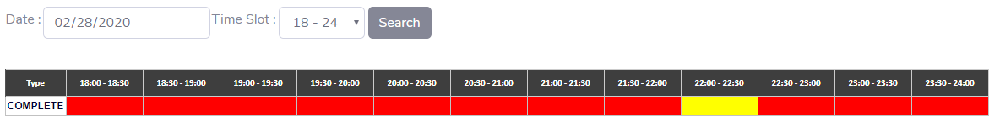 Date : 02/28/2020 Time Slot : 18 - 24 Search
Type 18:00 - 18:30 18:30 - 19:00 19:00 - 19:30 19:30 - 20:00 20:00 - 20:30 20:30 - 21:00 21:00 - 21:30 21:30 - 22:00 22:00 - 22:30 22:30 - 23:00 23:00 - 23:30 23:30 - 24:00
COMPLETE